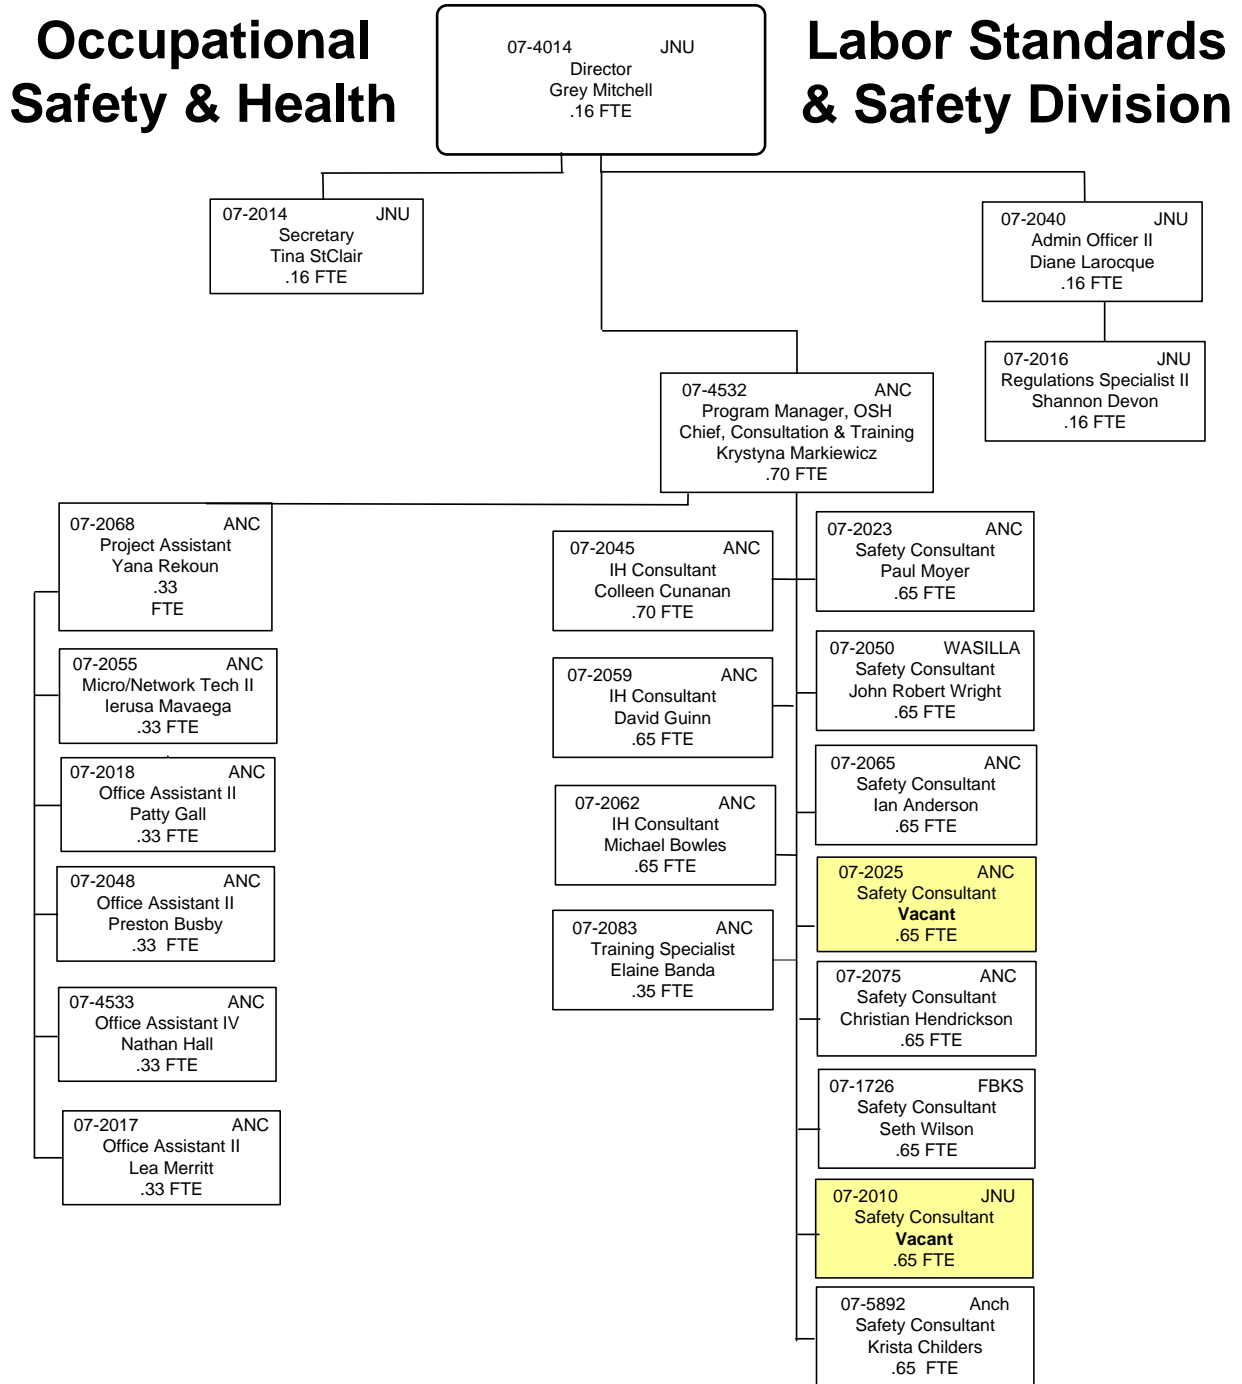 Occupational
Safety & Health
07-4014 JNU
Director
Grey Mitchell
.16 FTE
Labor Standards
& Safety Division
07-2014 JNU
Secretary
Tina StClair
.16 FTE
07-2040 JNU
Admin Officer II
Diane Larocque
.16 FTE
07-2016 JNU
Regulations Specialist II
Shannon Devon
.16 FTE
07-4532 ANC
Program Manager, OSH
Chief, Consultation & Training
Krystyna Markiewicz
.70 FTE
07-2068 ANC
Project Assistant
Yana Rekoun
.33
FTE
07-2055 ANC
Micro/Network Tech II
Ierusa Mavaega
.33 FTE
07-2018 ANC
Office Assistant II
Patty Gall
.33 FTE
07-2048 ANC
Office Assistant II
Preston Busby
.33 FTE
07-4533 ANC
Office Assistant IV
Nathan Hall
.33 FTE
07-2017 ANC
Office Assistant II
Lea Merritt
.33 FTE
07-2045 ANC
IH Consultant
Colleen Cunanan
.70 FTE
07-2059 ANC
IH Consultant
David Guinn
.65 FTE
07-2062 ANC
IH Consultant
Michael Bowles
.65 FTE
07-2083 ANC
Training Specialist
Elaine Banda
.35 FTE
07-2023 ANC
Safety Consultant
Paul Moyer
.65 FTE
07-2050 WASILLA
Safety Consultant
John Robert Wright
.65 FTE
07-2065 ANC
Safety Consultant
Ian Anderson
.65 FTE
07-2025 ANC
Safety Consultant
Vacant
.65 FTE
07-2075 ANC
Safety Consultant
Christian Hendrickson
.65 FTE
07-1726 FBKS
Safety Consultant
Seth Wilson
.65 FTE
07-2010 JNU
Safety Consultant
Vacant
.65 FTE
07-5892 Anch
Safety Consultant
Krista Childers
.65 FTE